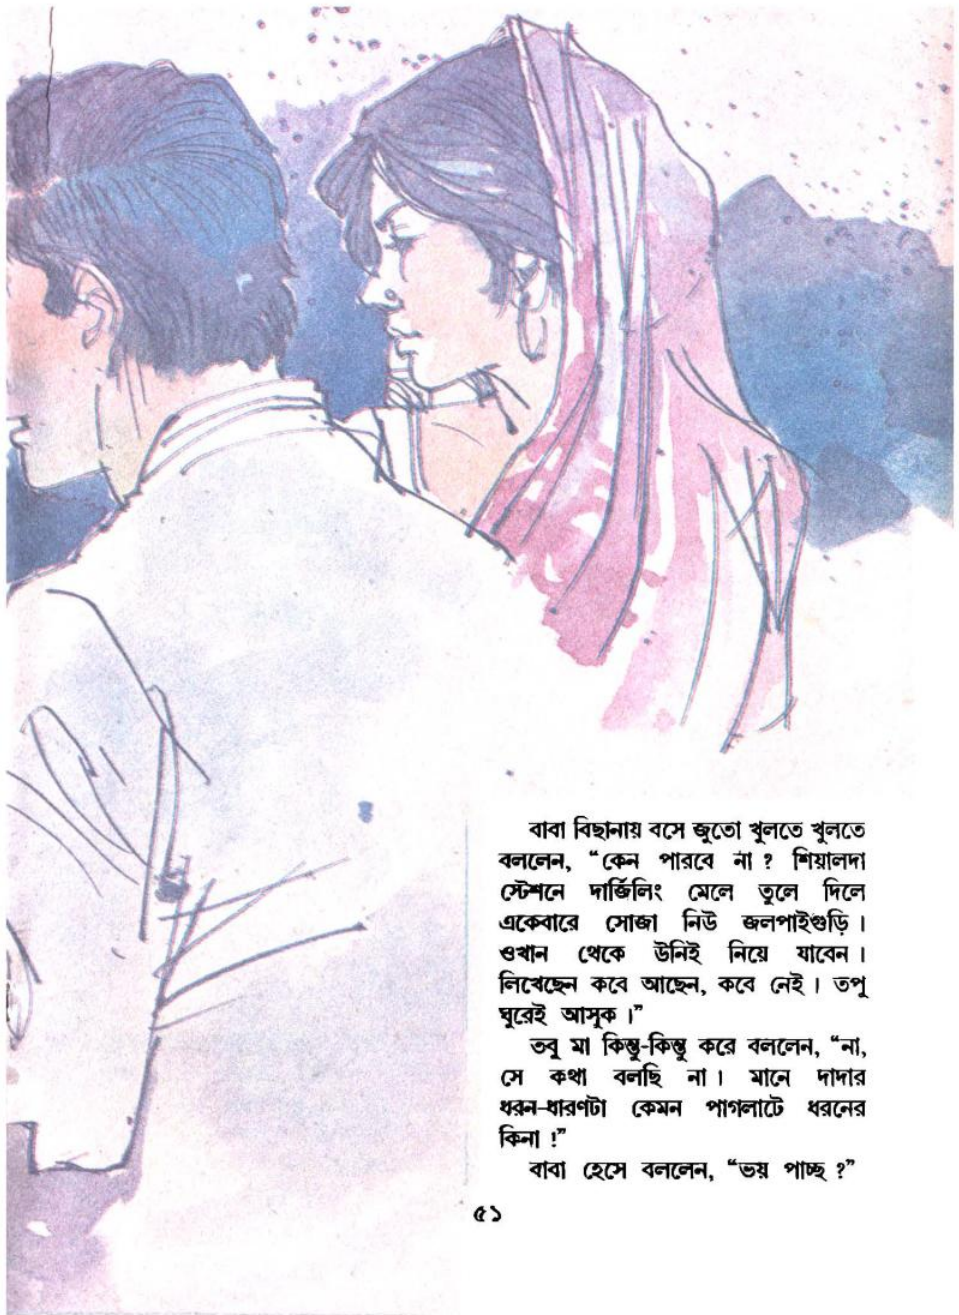 বাবা বিছানায় বসে জুতো খুলতে খুলতে
বললেন, “কেন পারবে না? শিয়ালদা
স্টেশনে দার্জিলিং মেলে তুলে দিলে
একেবারে সোজা নিউ জলপাইগুড়ি।
ওখান থেকে উনিই নিয়ে যাবেন।
লিখেছেন কবে আছেন, কবে নেই। তপু
ঘুরেই আসুক।”
তবু মা কিন্তু-কিন্তু করে বললেন, “না,
সে কথা বলছি না। মানে দাদার
ধরন-ধারণটা কেমন পাগলাটে ধরনের
কিনা!”
বাবা হেসে বললেন, “ভয় পাচ্ছ?”
৫১